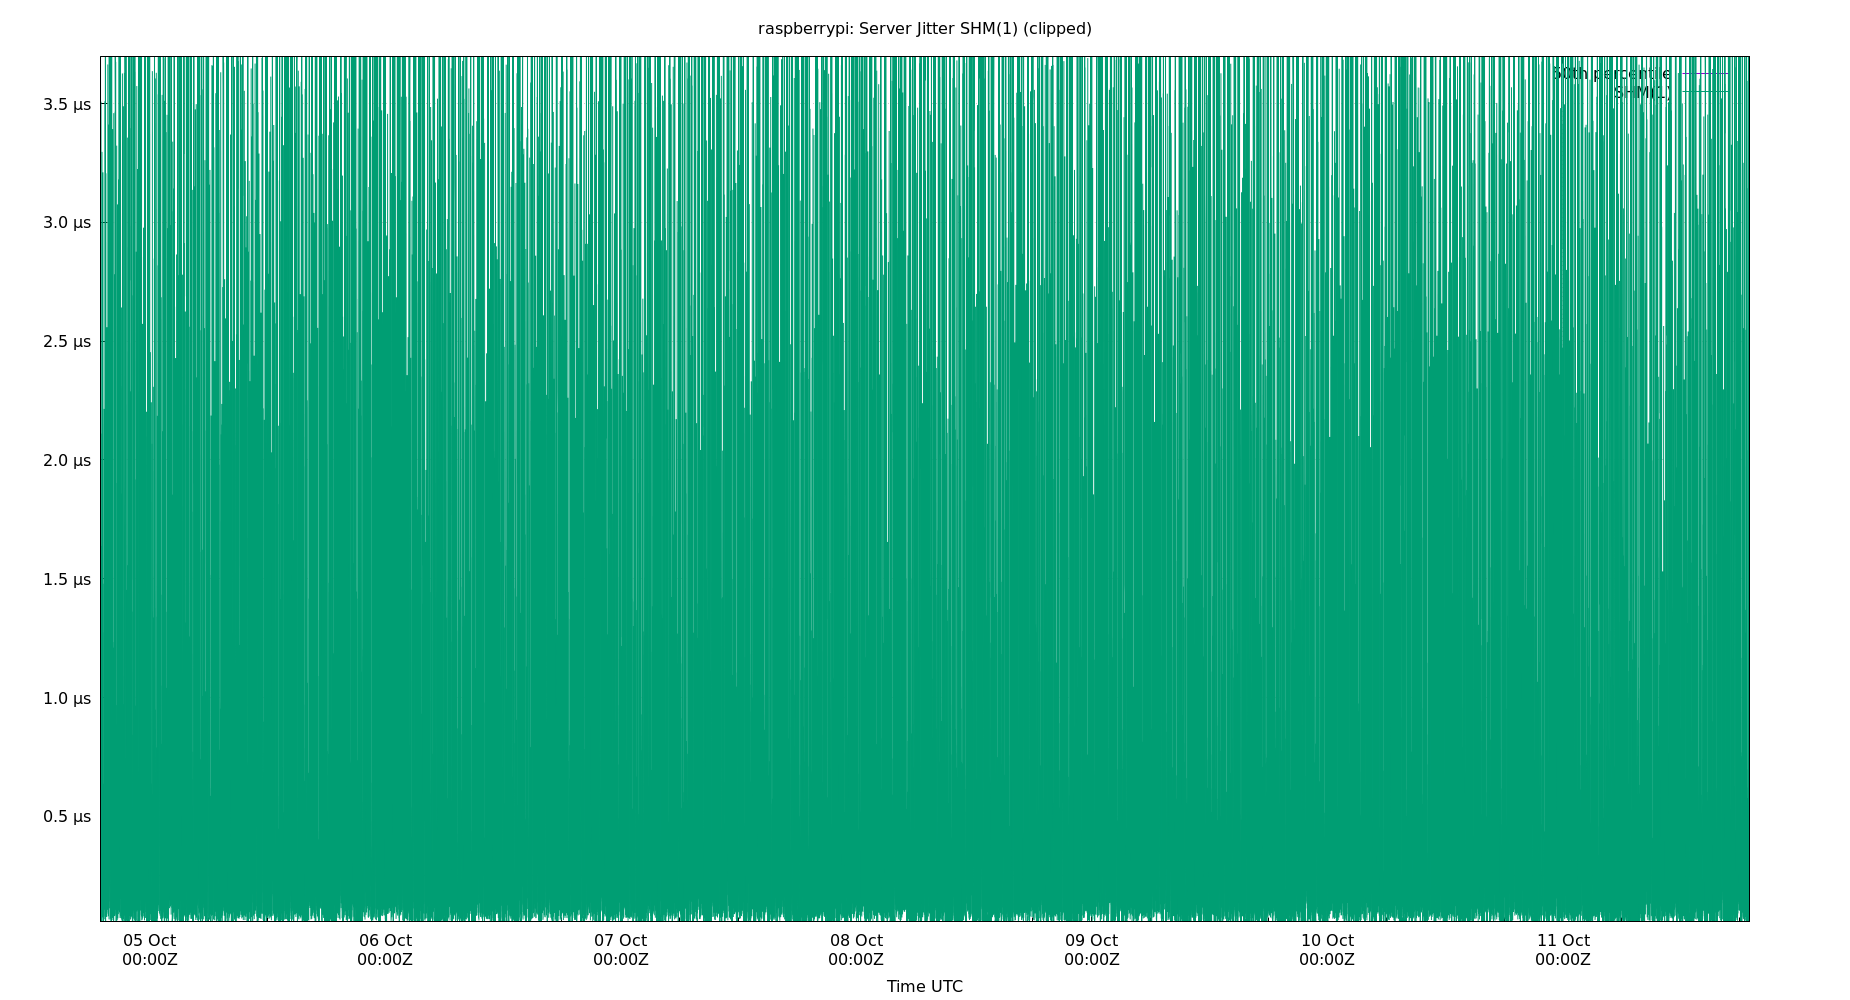 raspberrypi: Server Jitter SHM(1) (clipped)
50th percentile
SHM(1)
3.5 µs
3.0 µs
2.5 µs
2.0 µs
1.5 µs
1.0 µs
0.5 µs
05 Oct 06 Oct 07 Oct 08 Oct 09 Oct 10 Oct 11 Oct
00:00Z 00:00Z 00:00Z 00:00Z 00:00Z 00:00Z 00:00Z
Time UTC